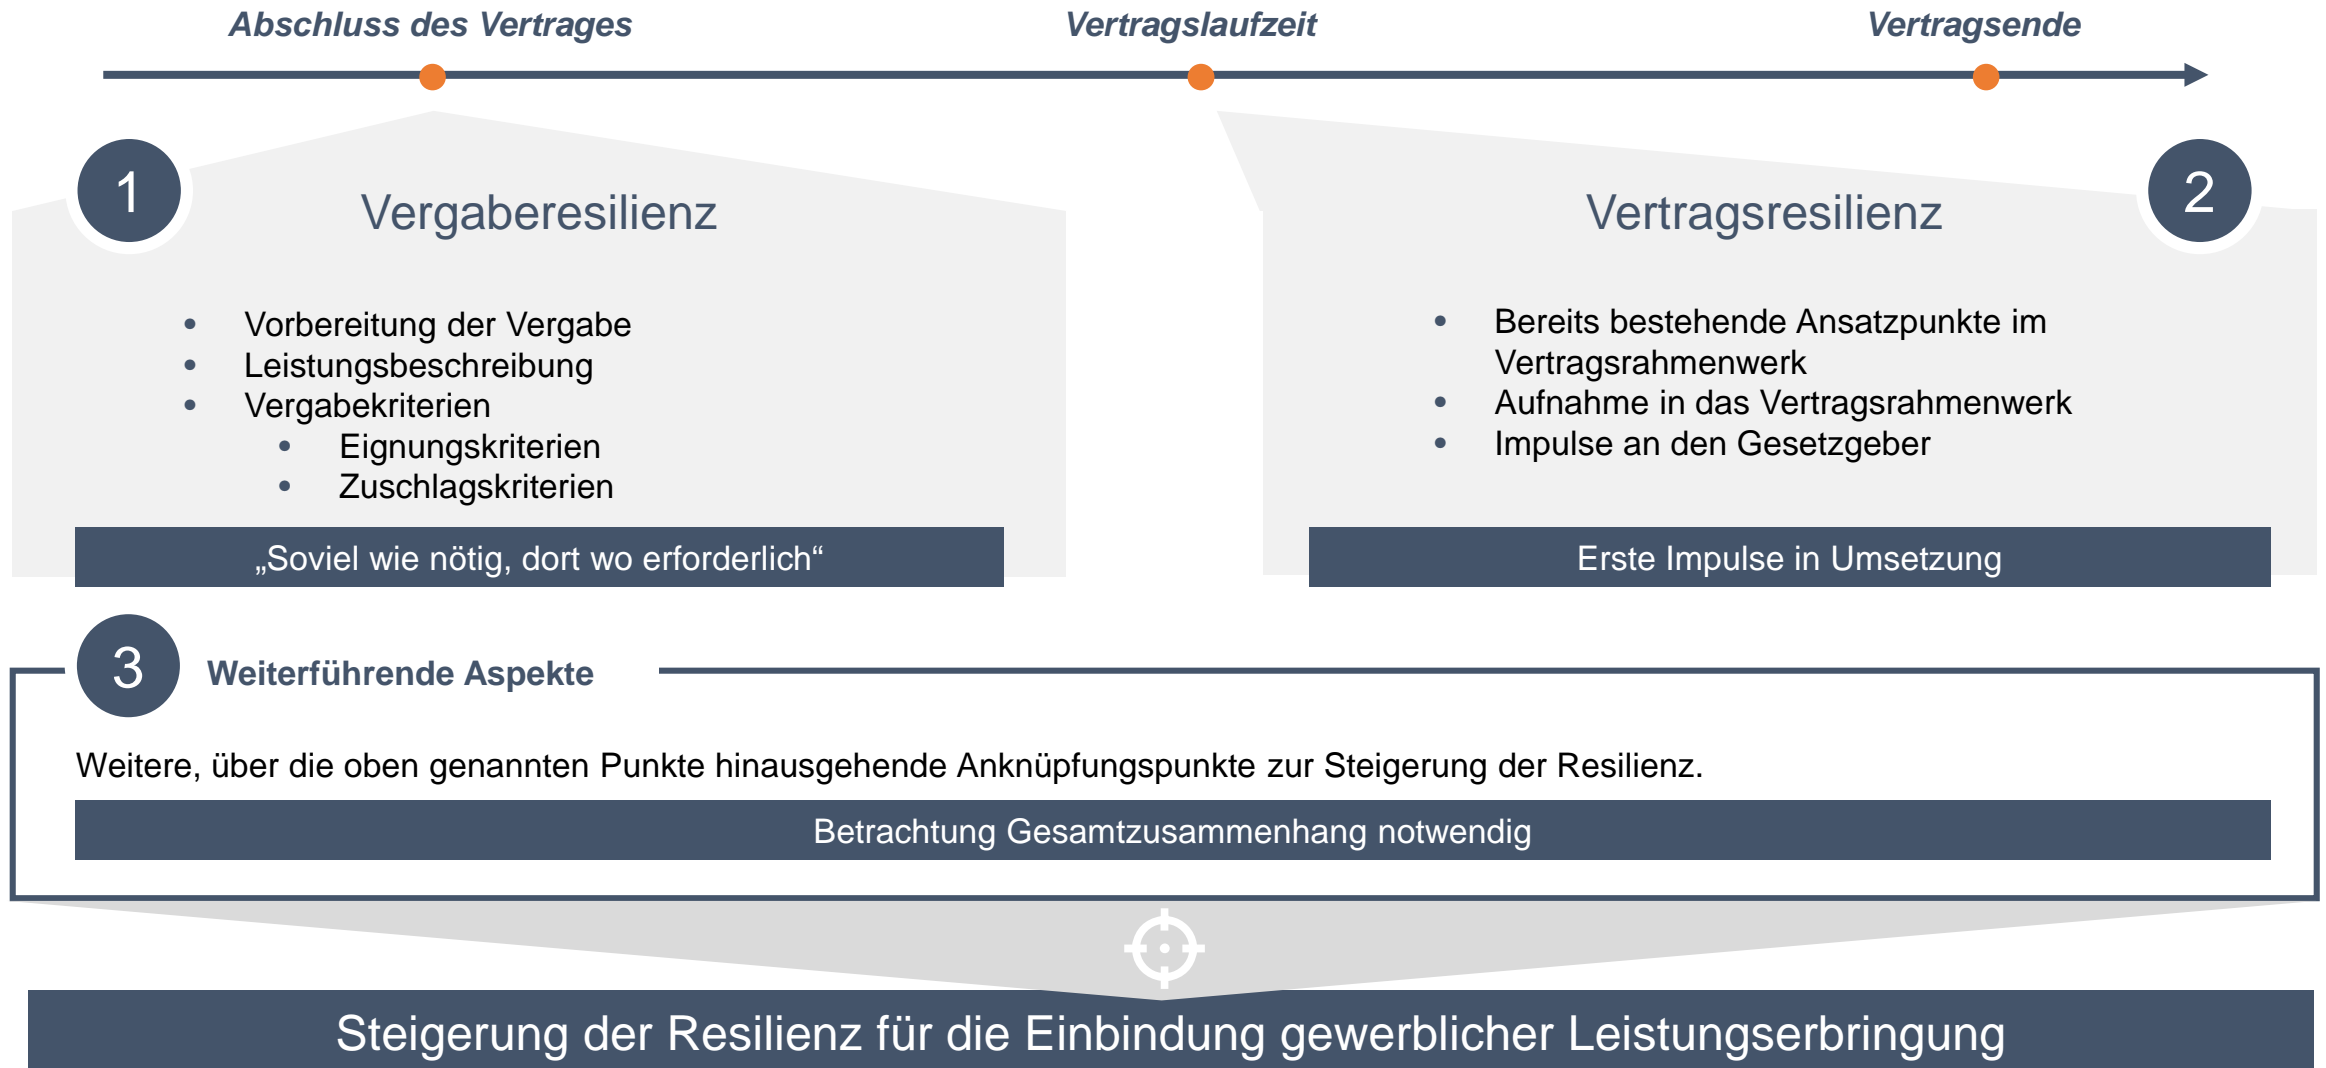 Abschluss des Vertrages
Vertragslaufzeit
Vertragsende
1
Vergaberesilienz
• Vorbereitung der Vergabe
• Leistungsbeschreibung
• Vergabekriterien
• Eignungskriterien
• Zuschlagskriterien
„Soviel wie nötig, dort wo erforderlich“
2
Vertragsresilienz
• Bereits bestehende Ansatzpunkte im
Vertragsrahmenwerk
• Aufnahme in das Vertragsrahmenwerk
• Impulse an den Gesetzgeber
Erste Impulse in Umsetzung
3
Weiterführende Aspekte
Weitere, über die oben genannten Punkte hinausgehende Anknüpfungspunkte zur Steigerung der Resilienz.
Betrachtung Gesamtzusammenhang notwendig
Steigerung der Resilienz für die Einbindung gewerblicher Leistungserbringung